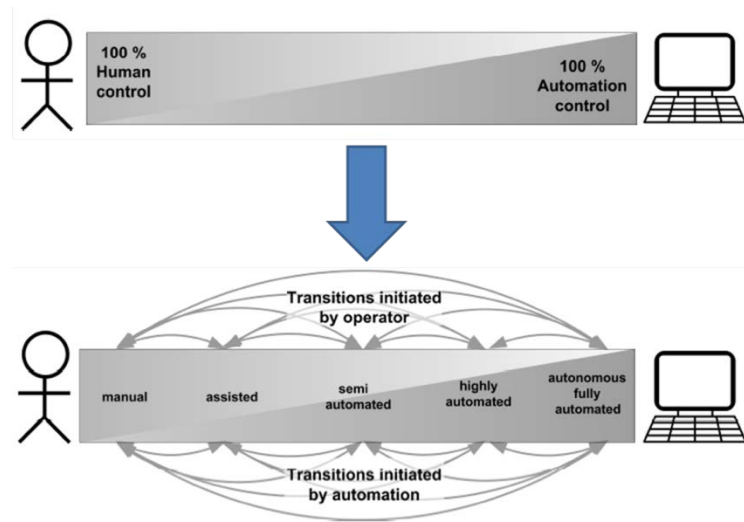 100 %
Human
control
100 %
Automation
control
Transitions initiated
by operator
manual
assisted
semi
automated
highly
automated
autonomous
fully
automated
Transitions initiated
by automation